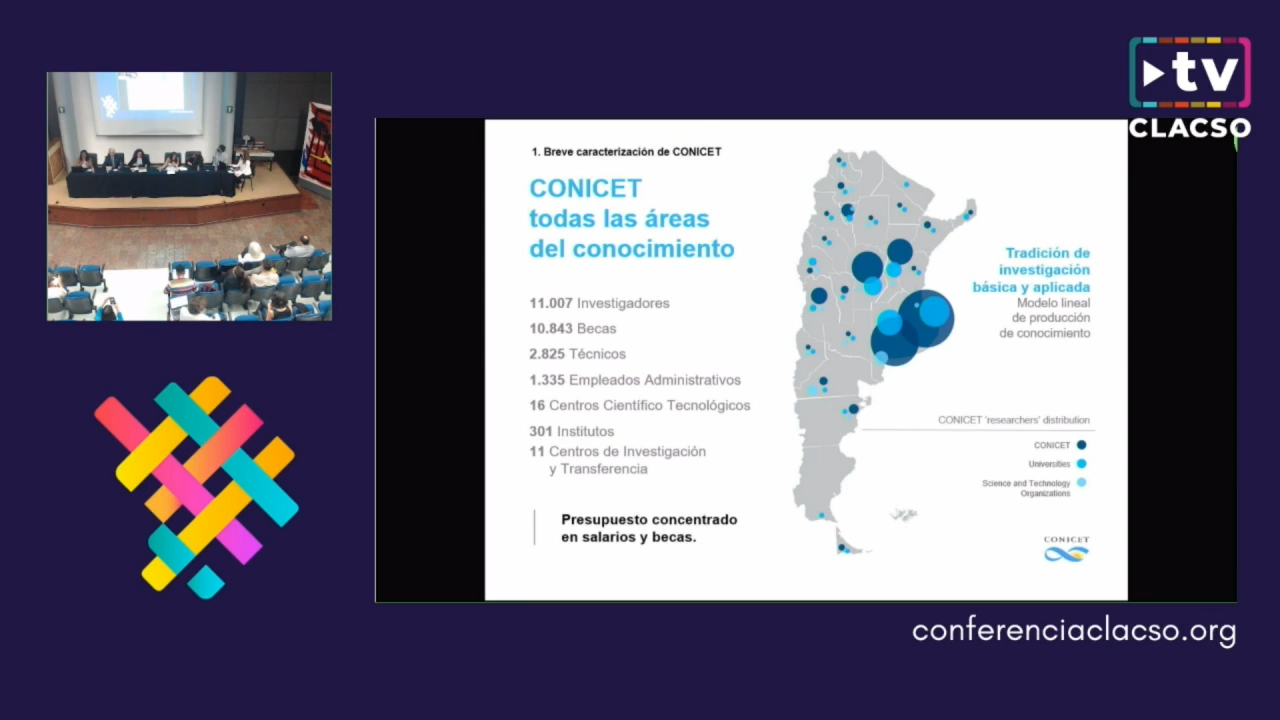 tv
CLACSO
1. Breve caracterización de CONICET
CONICET
todas las áreas
del conocimiento
11.007 Investigadores
10.843 Becas
2.825 Técnicos
1.335 Empleados Administrativos
16 Centros Científico Tecnológicos
301 Institutos
11 Centros de Investigación
y Transferencia
Presupuesto concentrado
en salarios y becas.
Tradición de
investigación
básica y aplicada
Modelo lineal
de producción
de conocimiento
CONICET 'researchers' distribution
CONICET
Universities
Science and Technology
Organizations
CONICET
conferenciaclacso.org